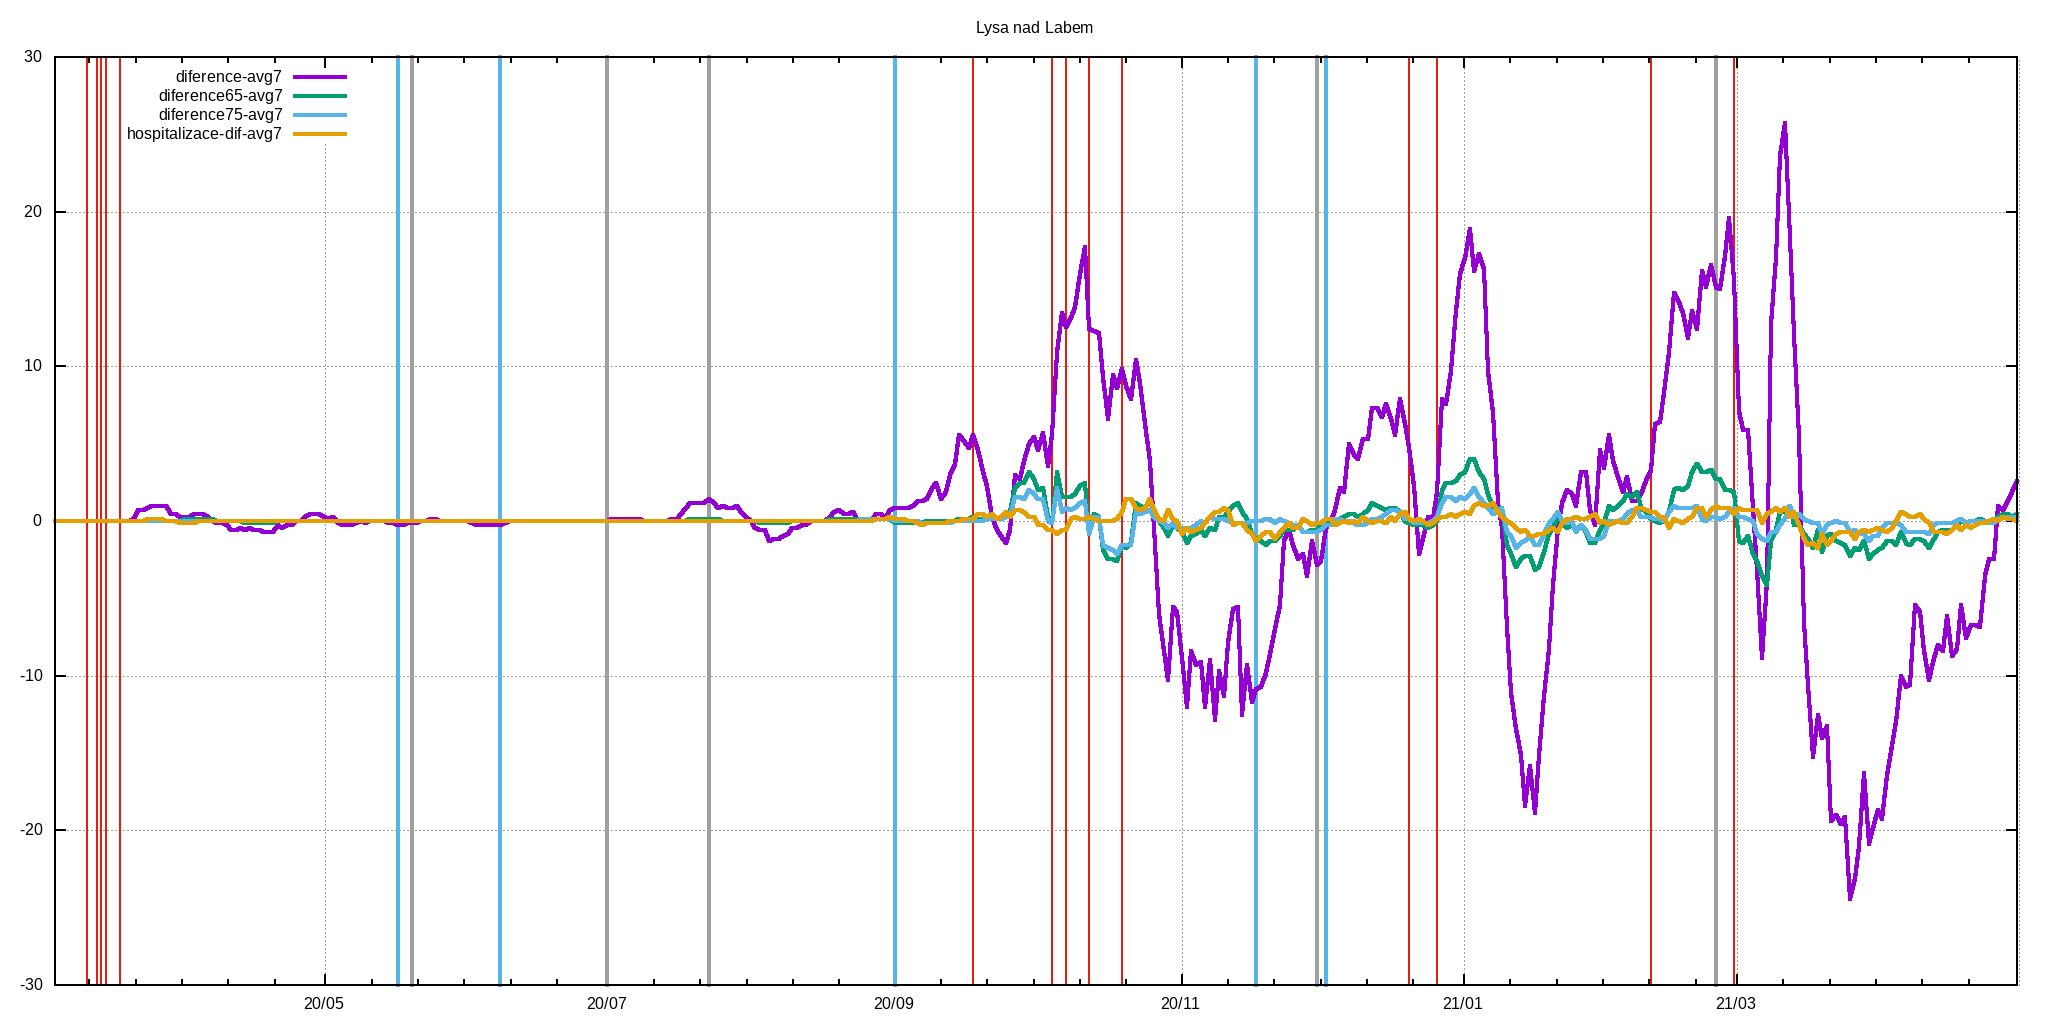 Lysa nad Labem
30
diference-avg7
diference65-avg7
diference75-avg7
hospitalizace-dif-avg7
20
10
0
-10
-20
-30
20/05 20/07 20/09 20/11 21/01 21/03